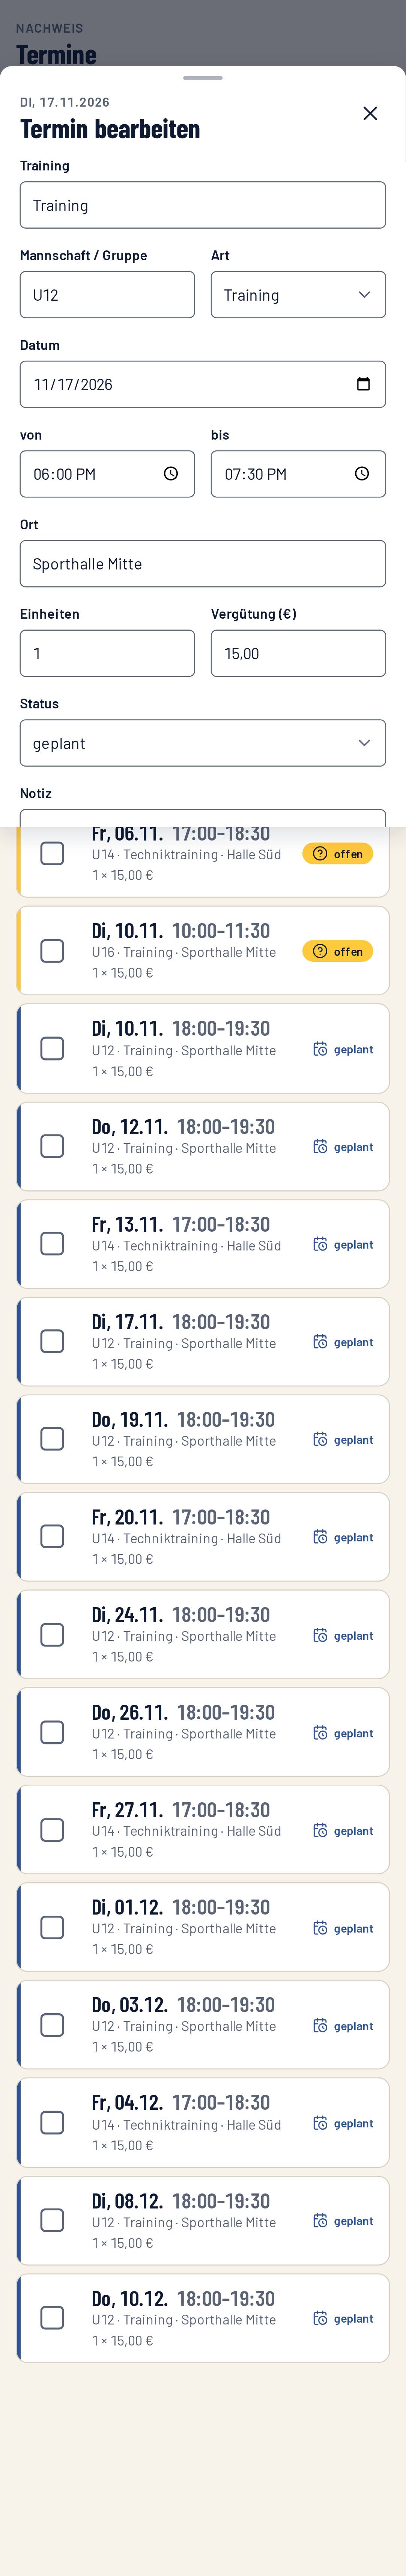 NACHWEIS
Termine
DI, 17.11.2026
Termin bearbeiten
Training
Training
Mannschaft / Gruppe
Art
U12
Training
Datum
11/17/2026
von
bis
06:00 PM
07:30 PM
Ort
Sporthalle Mitte
Einheiten
Vergütung (€)
1
15,00
Status
geplant
Notiz
Fr, 06.11. 17:00–18:30
U14 · Techniktraining · Halle Süd
1 × 15,00 €
offen
Di, 10.11. 10:00–11:30
U16 · Training · Sporthalle Mitte
1 × 15,00 €
offen
Di, 10.11. 18:00–19:30
U12 · Training · Sporthalle Mitte
1 × 15,00 €
geplant
Do, 12.11. 18:00–19:30
U12 · Training · Sporthalle Mitte
1 × 15,00 €
geplant
Fr, 13.11. 17:00–18:30
U14 · Techniktraining · Halle Süd
1 × 15,00 €
geplant
Di, 17.11. 18:00–19:30
U12 · Training · Sporthalle Mitte
1 × 15,00 €
geplant
Do, 19.11. 18:00–19:30
U12 · Training · Sporthalle Mitte
1 × 15,00 €
geplant
Fr, 20.11. 17:00–18:30
U14 · Techniktraining · Halle Süd
1 × 15,00 €
geplant
Di, 24.11. 18:00–19:30
U12 · Training · Sporthalle Mitte
1 × 15,00 €
geplant
Do, 26.11. 18:00–19:30
U12 · Training · Sporthalle Mitte
1 × 15,00 €
geplant
Fr, 27.11. 17:00–18:30
U14 · Techniktraining · Halle Süd
1 × 15,00 €
geplant
Di, 01.12. 18:00–19:30
U12 · Training · Sporthalle Mitte
1 × 15,00 €
geplant
Do, 03.12. 18:00–19:30
U12 · Training · Sporthalle Mitte
1 × 15,00 €
geplant
Fr, 04.12. 17:00–18:30
U14 · Techniktraining · Halle Süd
1 × 15,00 €
geplant
Di, 08.12. 18:00–19:30
U12 · Training · Sporthalle Mitte
1 × 15,00 €
geplant
Do, 10.12. 18:00–19:30
U12 · Training · Sporthalle Mitte
1 × 15,00 €
geplant